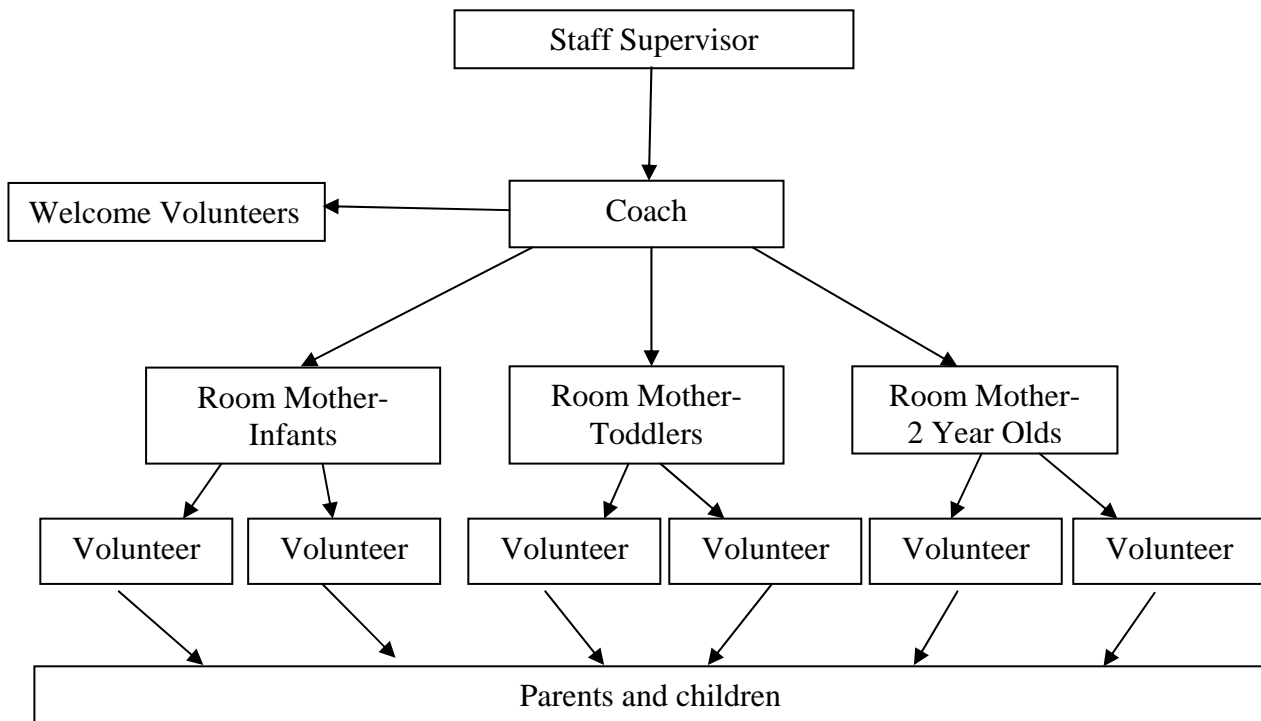 Staff Supervisor
Welcome Volunteers
Coach
Room Mother-
Infants
Room Mother-
Toddlers
Room Mother-
2 Year Olds
Volunteer
Volunteer
Volunteer
Volunteer
Volunteer
Volunteer
Parents and children